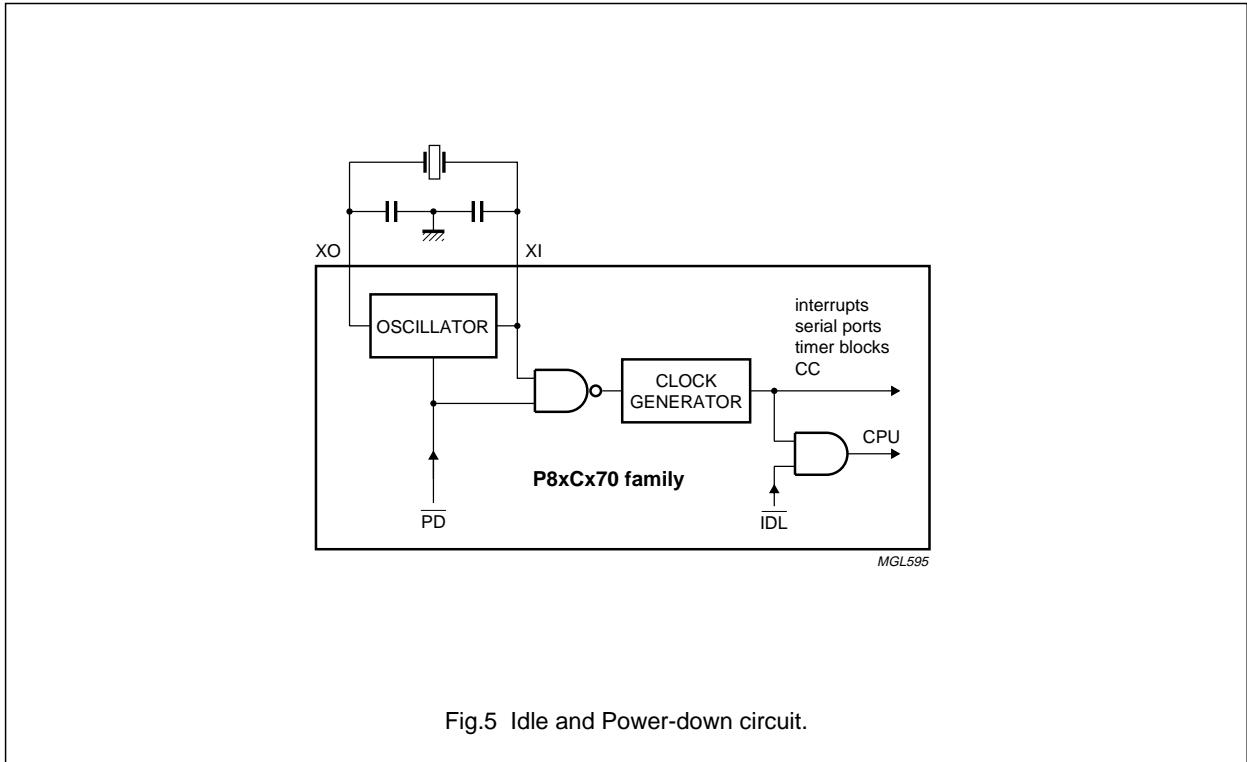 XO
XI
OSCILLATOR
CLOCK
GENERATOR
interrupts
serial ports
timer blocks
CC
CPU
P8xCx70 family
PD
IDL
MGL595
Fig.5 Idle and Power-down circuit.